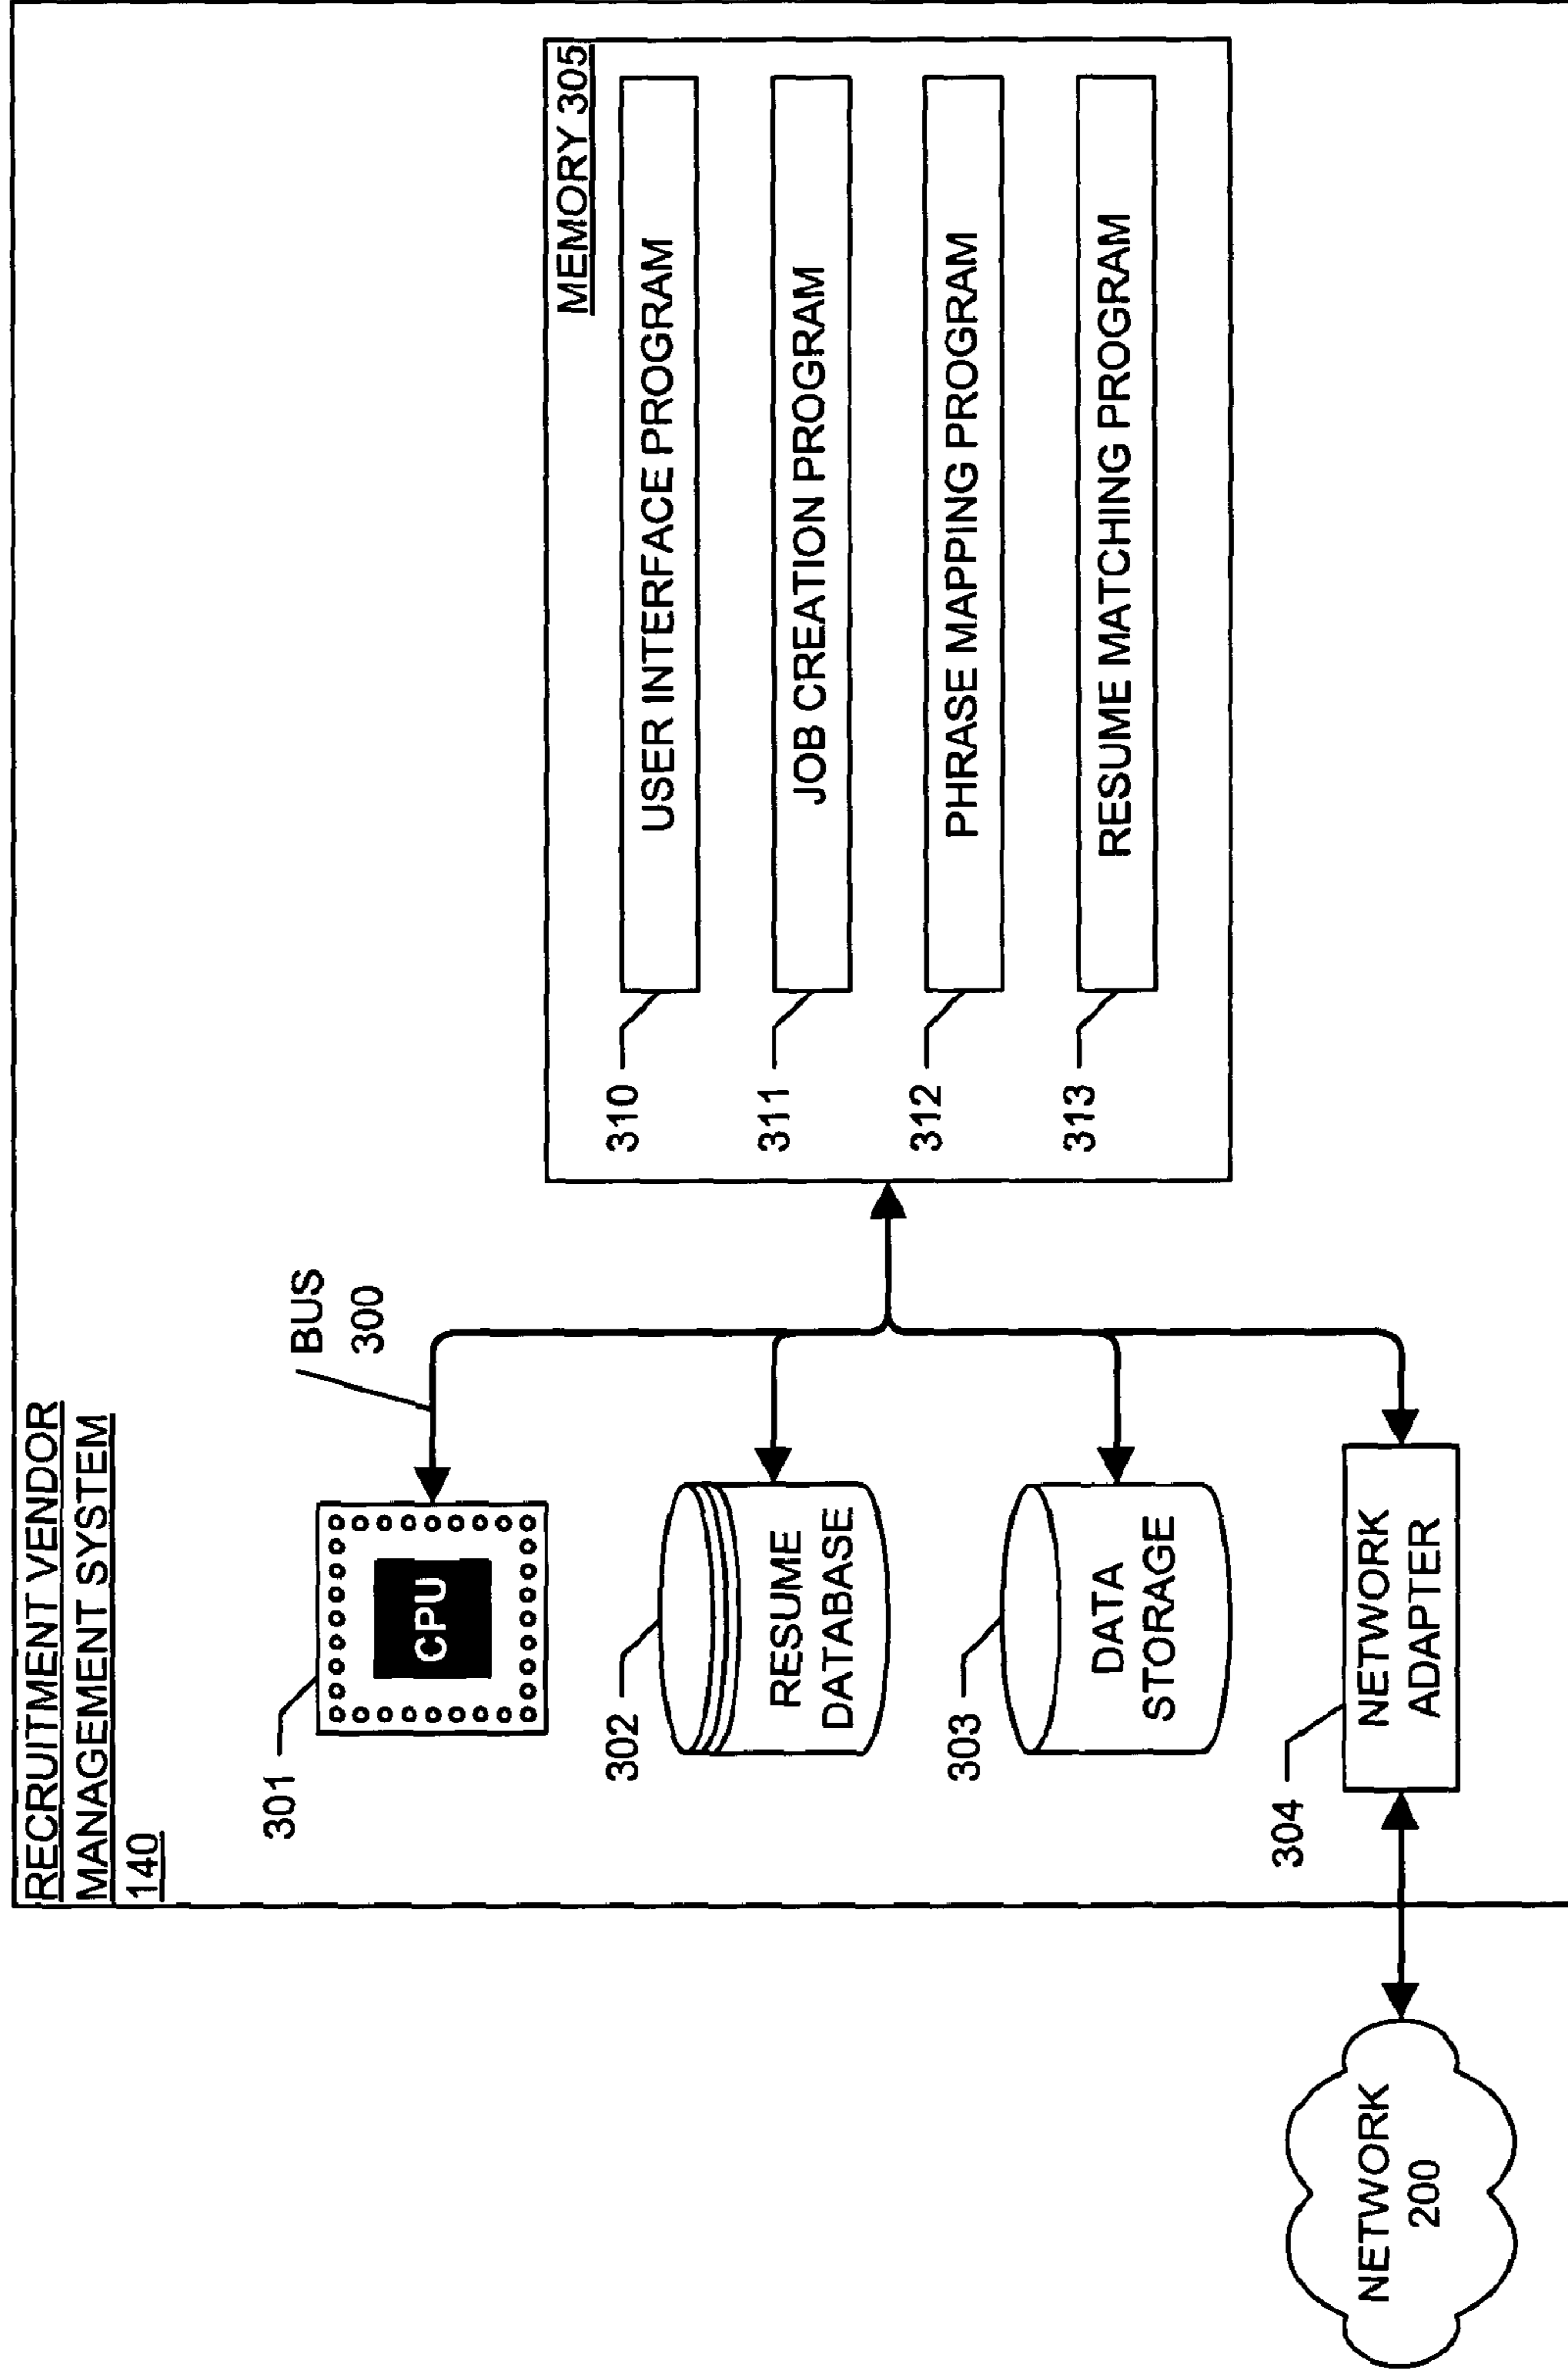 RECRUITMENT VENDOR
MANAGEMENT SYSTEM
140
BUS
300
301
CPU
302
RESUME
DATABASE
303
DATA
STORAGE
304
NETWORK
ADAPTER
NETWORK
200
MEMORY 305
310
USER INTERFACE PROGRAM
311
JOB CREATION PROGRAM
312
PHRASE MAPPING PROGRAM
313
RESUME MATCHING PROGRAM